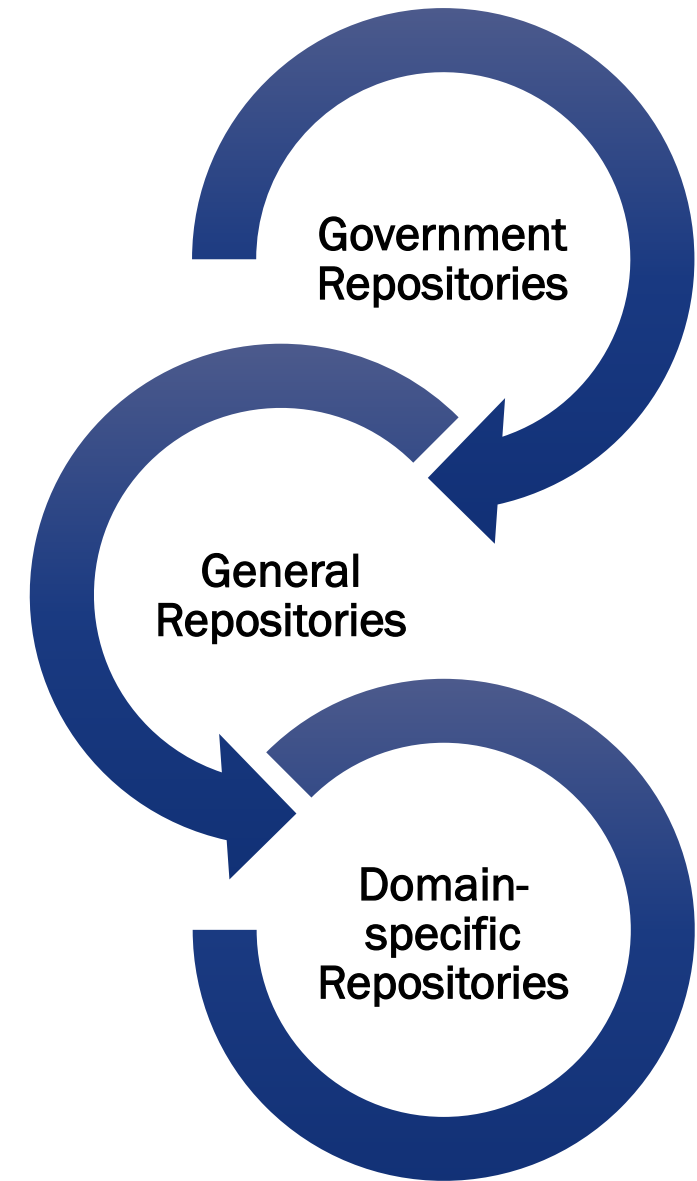 Government
Repositories
General
Repositories
Domain-
specific
Repositories